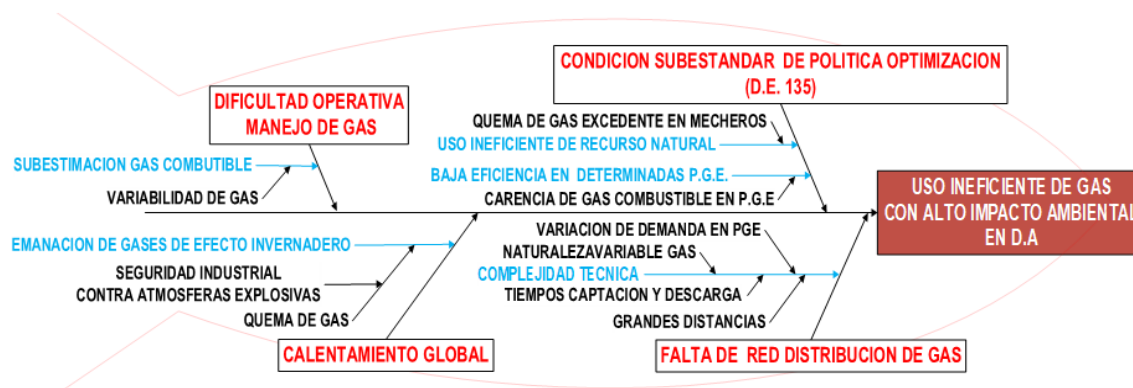 CONDICION SUBESTANDAR DE POLITICA OPTIMIZACION
(D.E. 135)
DIFICULTAD OPERATIVA
MANEJO DE GAS
QUEMA DE GAS EXCEDENTE EN MECHEROS
USO INEFICIENTE DE RECURSO NATURAL
SUBESTIMACION GAS COMBUTIBLE
BAJA EFICIENCIA EN DETERMINADAS P.G.E.
VARIABILIDAD DE GAS
CARENCIA DE GAS COMBUSTIBLE EN P.G.E
USO INEFICIENTE DE GAS
CON ALTO IMPACTO AMBIENTAL
EN D.A
VARIACION DE DEMANDA EN PGE
EMANACION DE GASES DE EFECTO INVERNADERO
NATURALEZAVARIABLE GAS
SEGURIDAD INDUSTRIAL
CONTRA ATMOSFERAS EXPLOSIVAS
COMPLEJIDAD TECNICA
TIEMPOS CAPTACION Y DESCARGA
QUEMA DE GAS
GRANDES DISTANCIAS
CALENTAMIENTO GLOBAL
FALTA DE RED DISTRIBUCION DE GAS